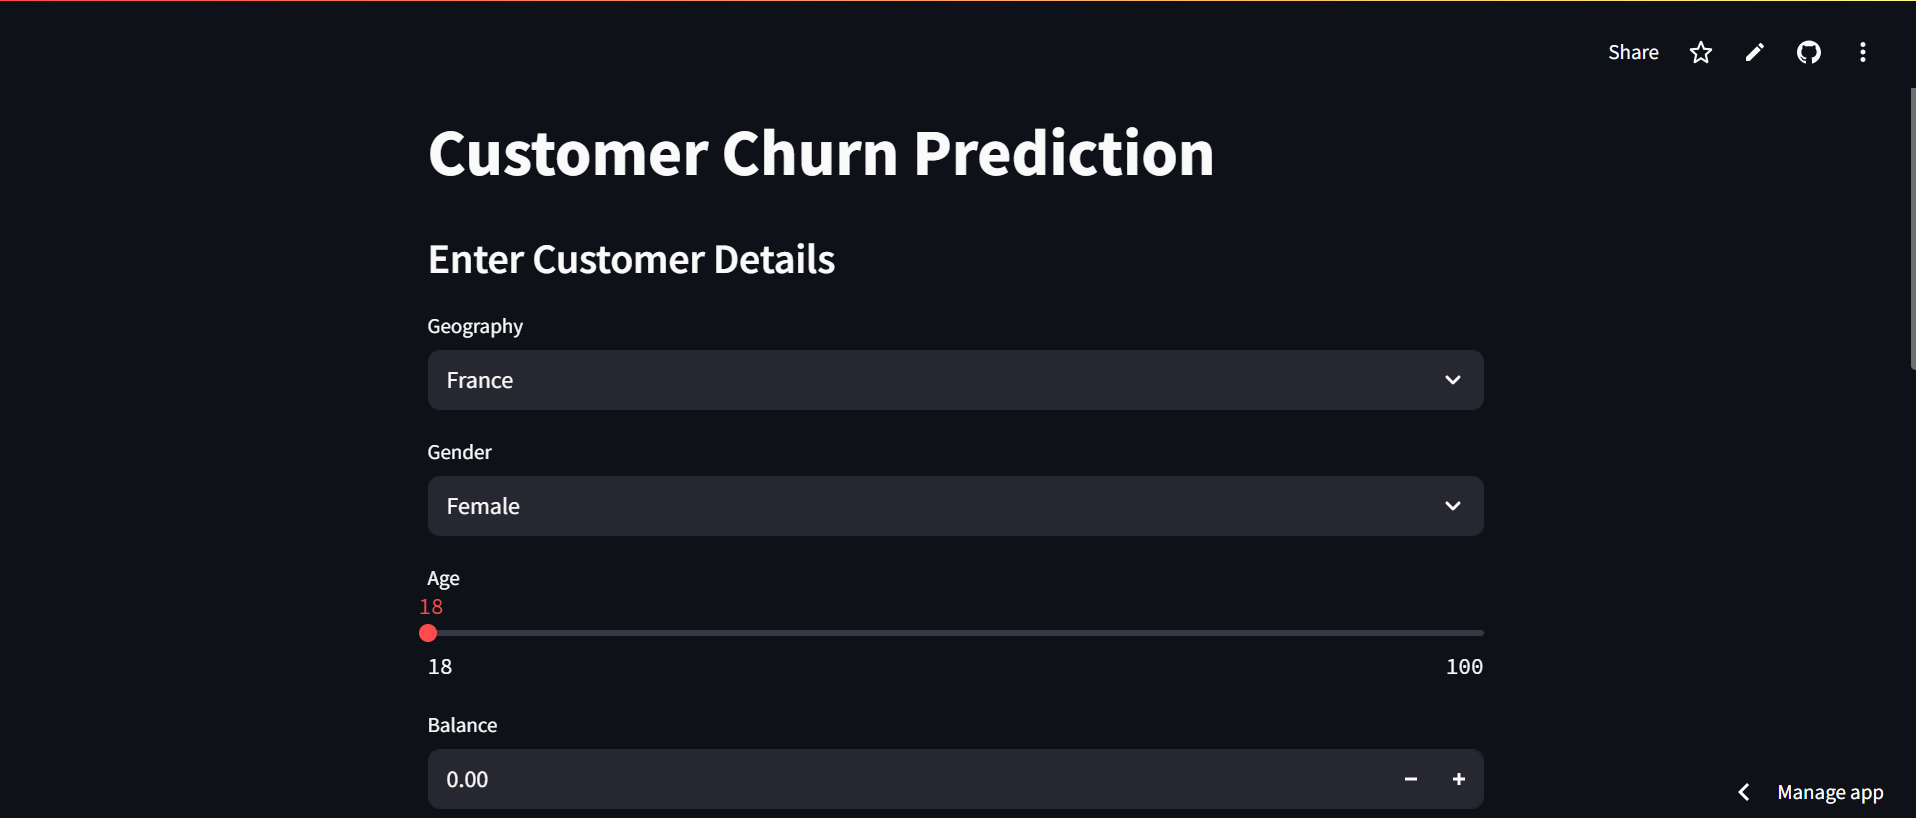 Share
Customer Churn Prediction
Enter Customer Details
Geography
France
Gender
Female
Age
18
18 100
Balance
0.00
Manage app